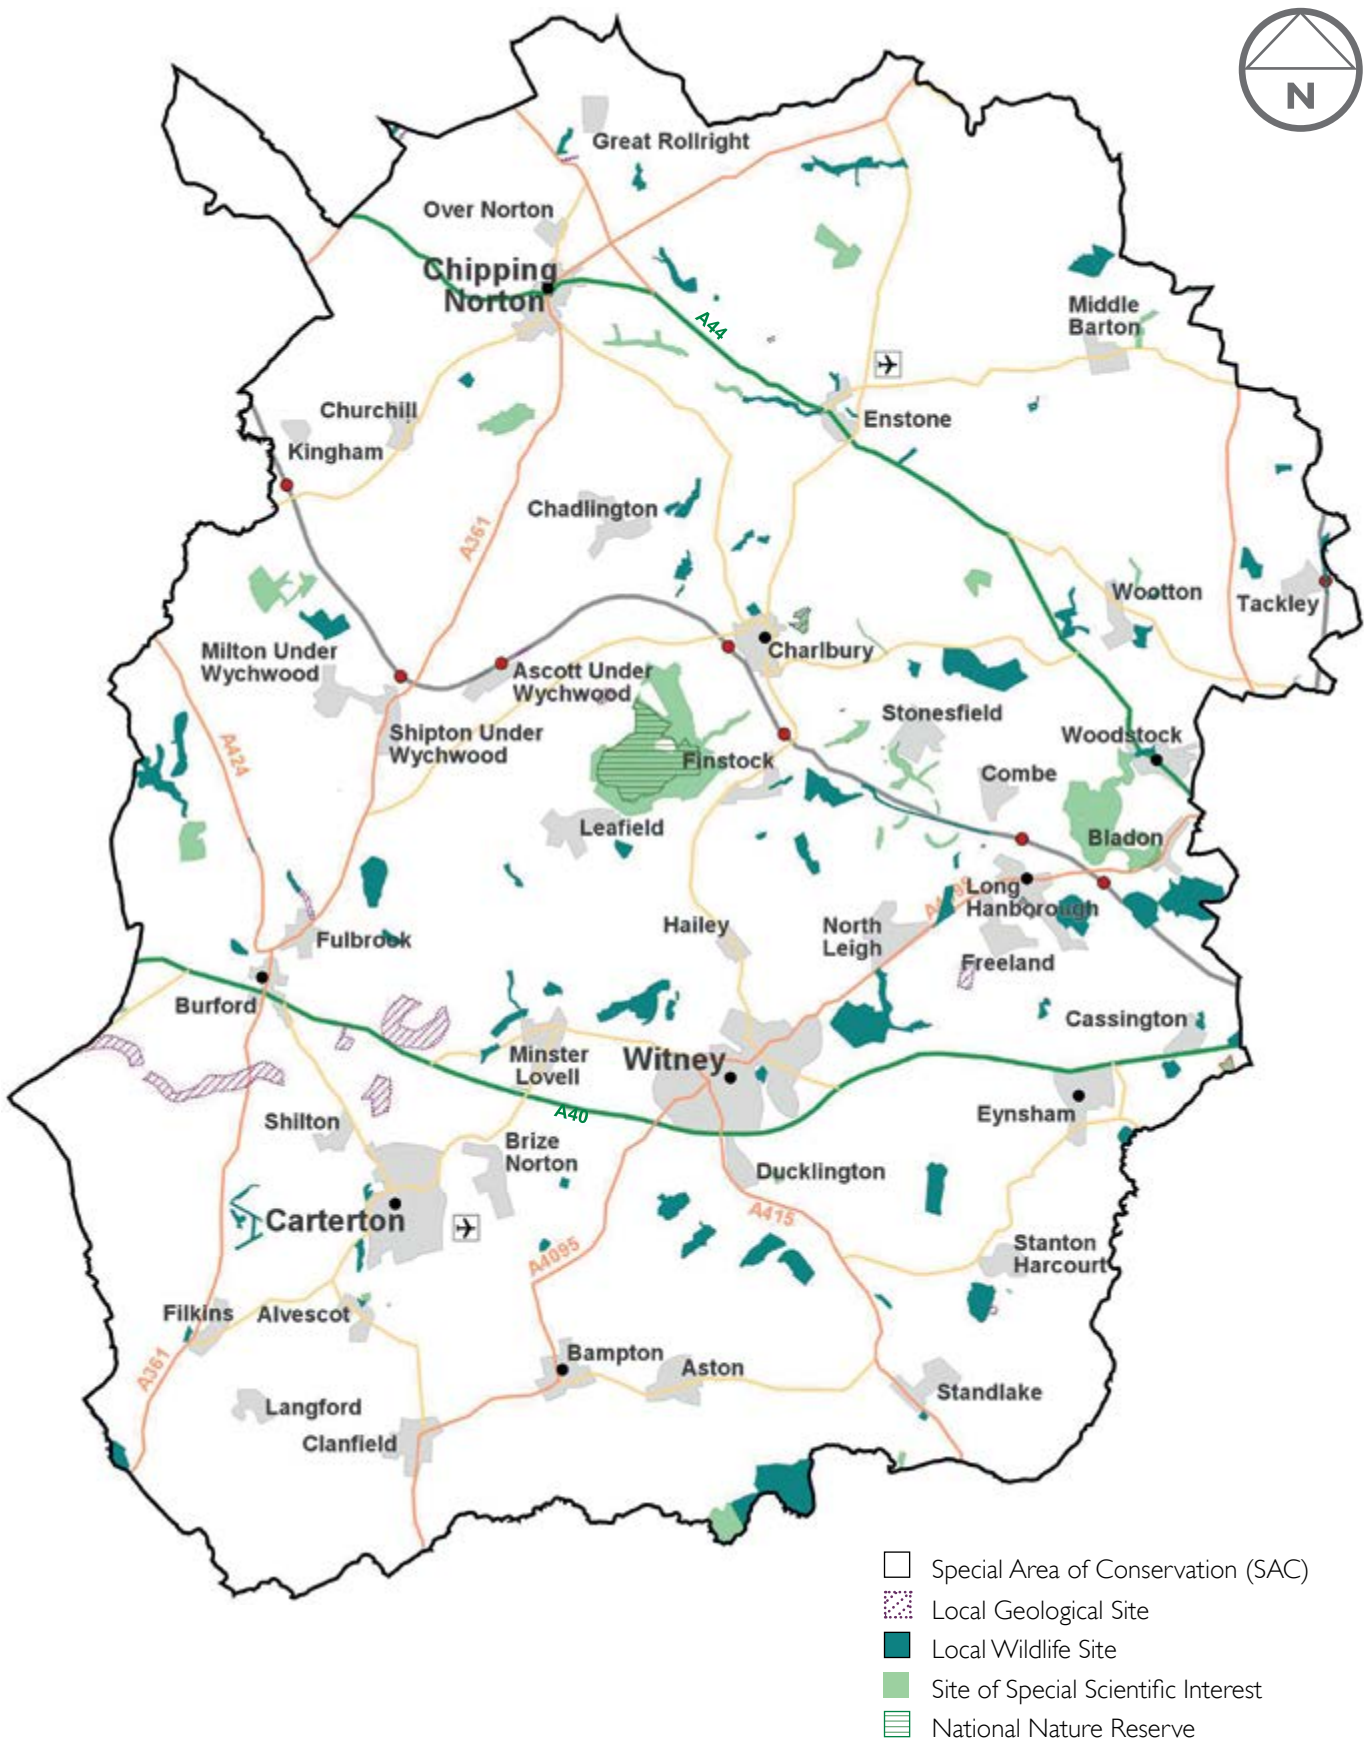 N
Great Rollright
Over Norton
Chipping
Norton
A44
Middle
Barton
Churchill
Kingham
Enstone
Chadlington
A361
Wootton
Tackley
Milton Under
Wychwood
Ascott Under
Wychwood
Charlbury
Shipton Under
Wychwood
A424
Stonesfield
Woodstock
Finstock
Combe
Leafield
Bladon
Long
Hanborough
Hailey
North
Leigh
Fulbrook
Freeland
Burford
Cassington
Minster
Lovell
Witney
A40
Eynsham
Shilton
Brize
Norton
Ducklington
Carterton
A415
A4095
Stanton
Harcourt
Filkins
Alvescot
A361
Bampton
Aston
Standlake
Langford
Clanfield
Special Area of Conservation (SAC)
Local Geological Site
Local Wildlife Site
Site of Special Scientific Interest
National Nature Reserve